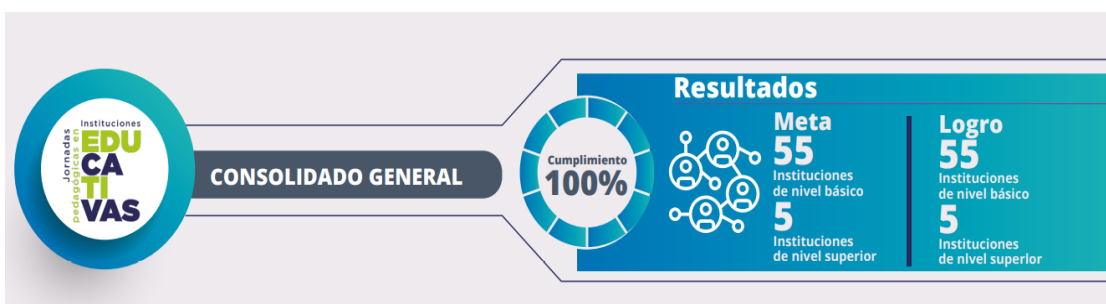 Jornadas
pedagógicas en
Instituciones
EDU
CA
TI
VAS
CONSOLIDADO GENERAL
Cumplimiento
100%
Resultados
Meta
55
Instituciones
de nivel básico
5
Instituciones
de nivel superior
Logro
55
Instituciones
de nivel básico
5
Instituciones
de nivel superior